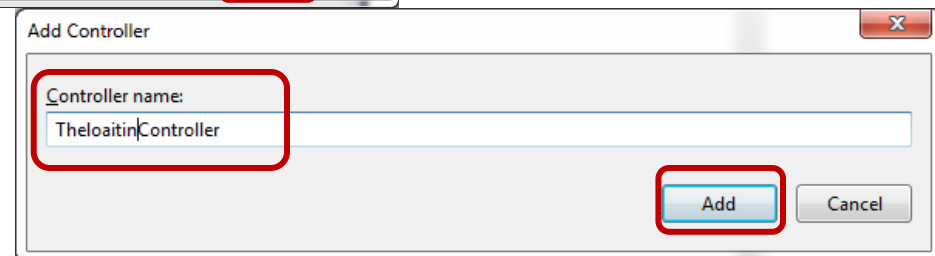 Add Controller
Controller name:
TheloaitinController
Add Cancel